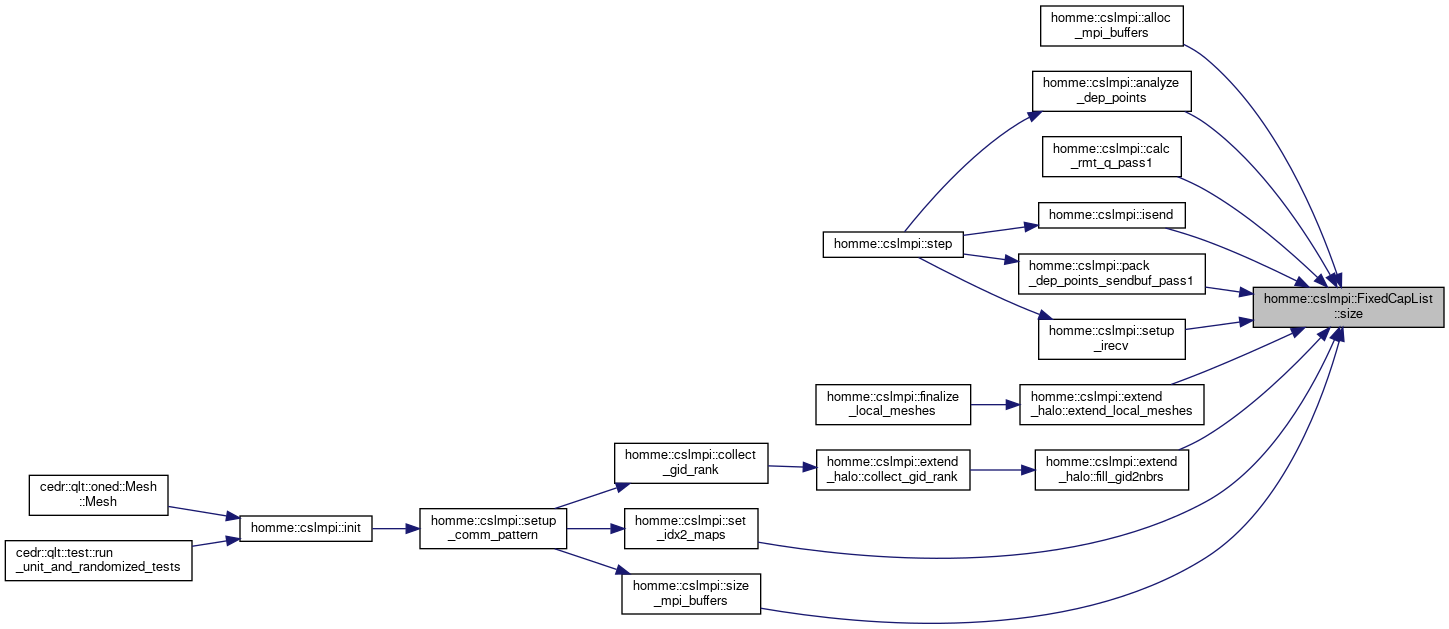 homme::cslmpi::alloc
_mpi_buffers
homme::cslmpi::analyze
_dep_points
homme::cslmpi::calc
_rmt_q_pass1
homme::cslmpi::isend
homme::cslmpi::step
homme::cslmpi::pack
_dep_points_sendbuf_pass1
homme::cslmpi::FixedCapList
::size
homme::cslmpi::setup
_irecv
homme::cslmpi::finalize
_local_meshes
homme::cslmpi::extend
_halo::extend_local_meshes
homme::cslmpi::collect
_gid_rank
homme::cslmpi::extend
_halo::collect_gid_rank
homme::cslmpi::extend
_halo::fill_gid2nbrs
cedr::qlt::oned::Mesh
::Mesh
homme::cslmpi::init
homme::cslmpi::setup
_comm_pattern
homme::cslmpi::set
_idx2_maps
cedr::qlt::test::run
_unit_and_randomized_tests
homme::cslmpi::size
_mpi_buffers